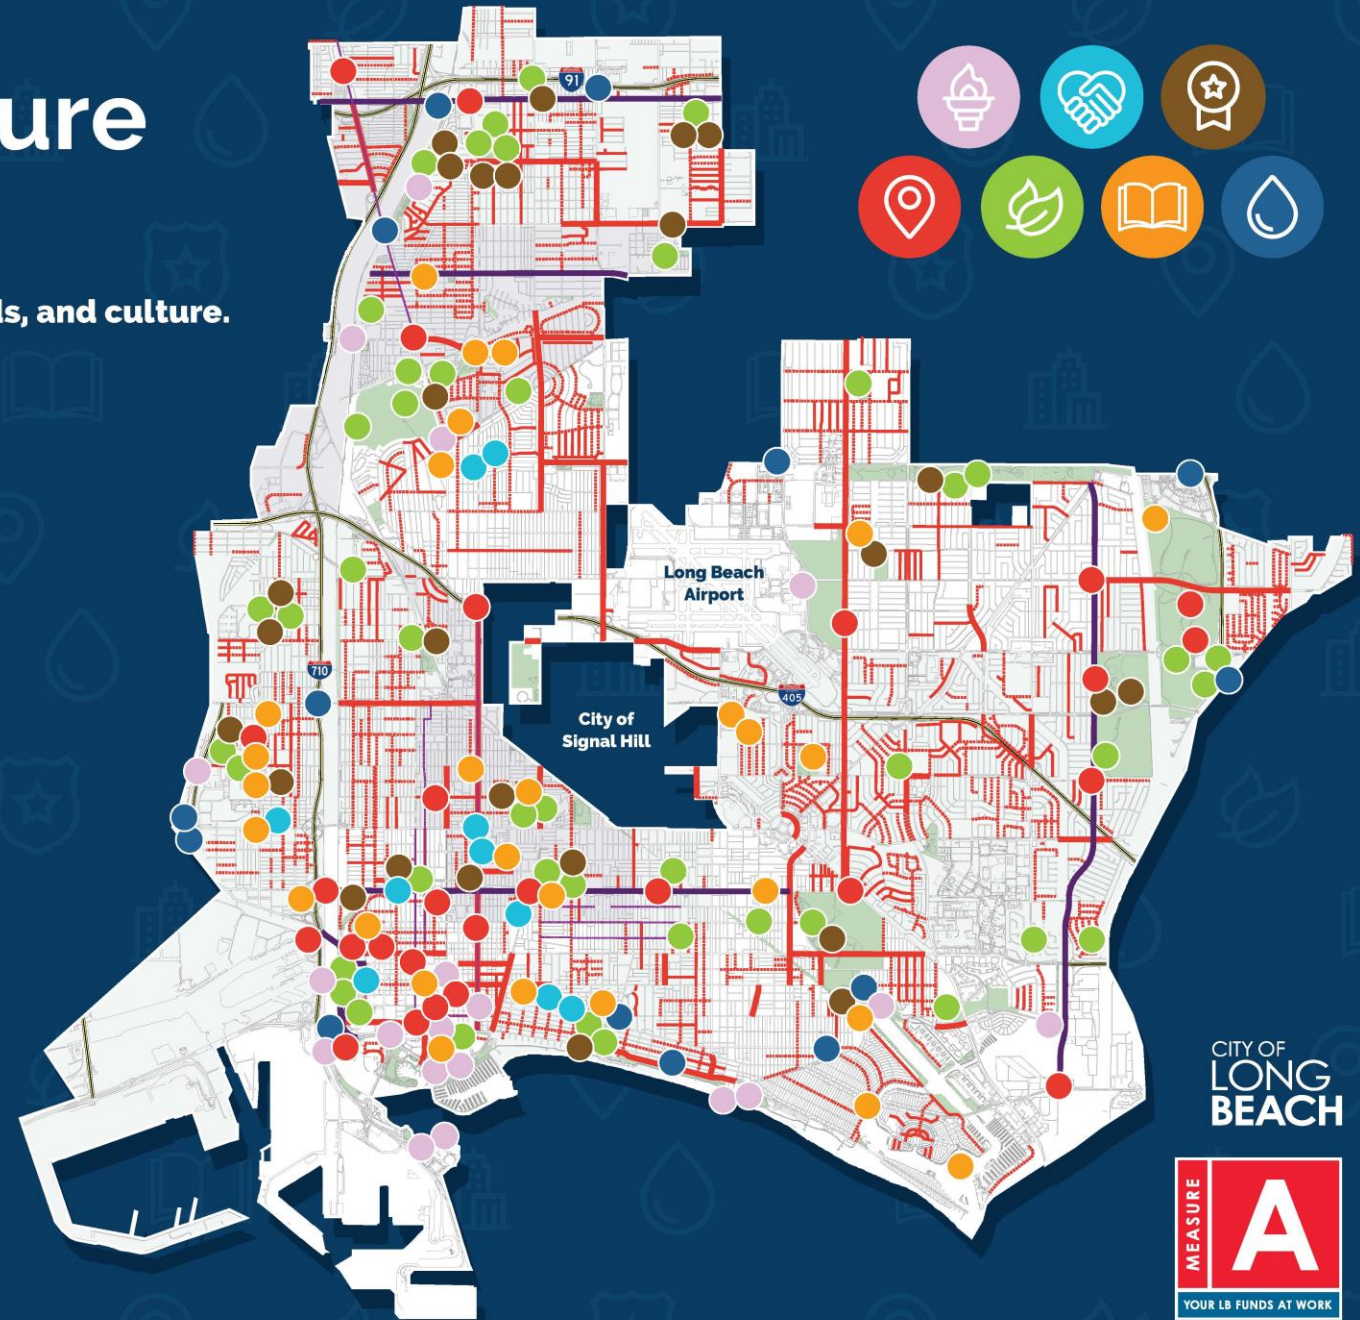 ure
ls, and culture.
91
Long Beach
Airport
710
405
City of
Signal Hill
CITY OF
LONG
BEACH
MEASURE
A
YOUR LB FUNDS AT WORK